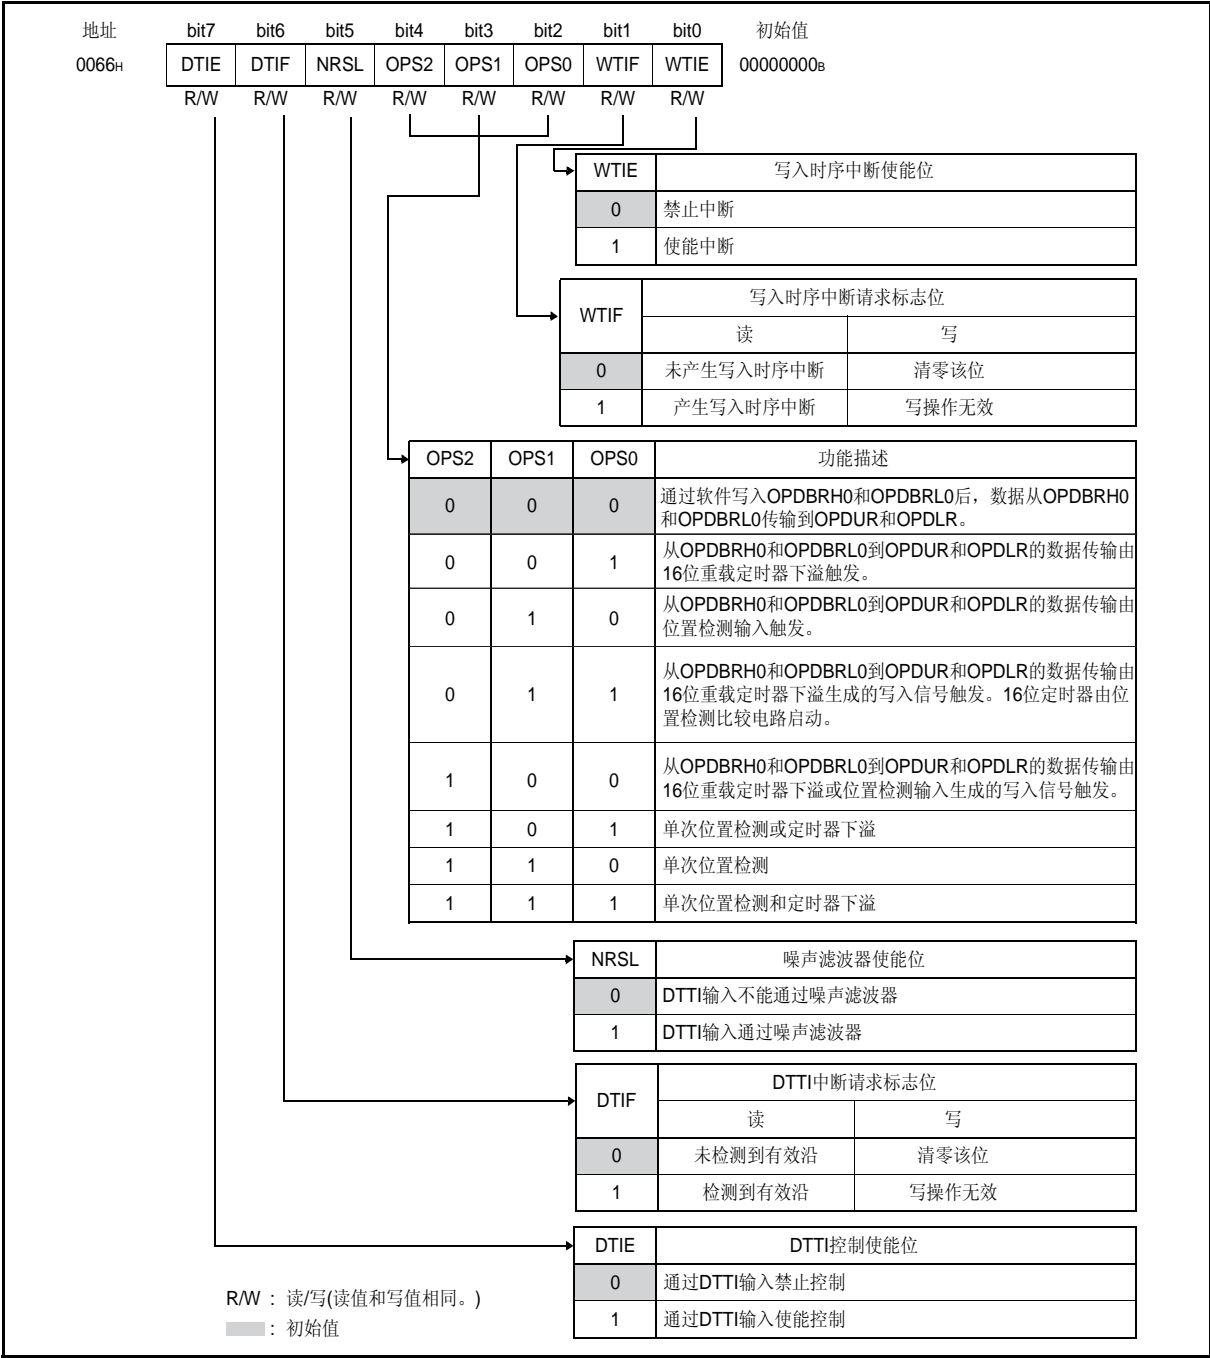 地址 bit7 bit6 bit5 bit4 bit3 bit2 bit1 bit0 初始值
0066H DTIE DTIF NRSL OPS2 OPS1 OPS0 WTIF WTIE 00000000B
R/W R/W R/W R/W R/W R/W R/W R/W
WTIE 写入时序中断使能位
0 禁止中断
1 使能中断
WTIF 写入时序中断请求标志位
读 写
0 未产生写入时序中断 清零该位
1 产生写入时序中断 写操作无效
OPS2 OPS1 OPS0 功能描述
0 0 0 通过软件写入OPDBRH0和OPDBRL0后，数据从OPDBRH0
和OPDBRL0传输到OPDUR和OPDLR。
0 0 1 从OPDBRH0和OPDBRL0到OPDUR和OPDLR的数据传输由
16位重载定时器下溢触发。
0 1 0 从OPDBRH0和OPDBRL0到OPDUR和OPDLR的数据传输由
位置检测输入触发。
0 1 1 从OPDBRH0和OPDBRL0到OPDUR和OPDLR的数据传输由
16位重载定时器下溢生成的写入信号触发。16位定时器由位
置检测比较电路启动。
1 0 0 从OPDBRH0和OPDBRL0到OPDUR和OPDLR的数据传输由
16位重载定时器下溢或位置检测输入生成的写入信号触发。
1 0 1 单次位置检测或定时器下溢
1 1 0 单次位置检测
1 1 1 单次位置检测和定时器下溢
NRSL 噪声滤波器使能位
0 DTTI输入不能通过噪声滤波器
1 DTTI输入通过噪声滤波器
DTIF DTTI中断请求标志位
读 写
0 未检测到有效沿 清零该位
1 检测到有效沿 写操作无效
DTIE DTTI控制使能位
0 通过DTTI输入禁止控制
1 通过DTTI输入使能控制
R/W : 读/写(读值和写值相同。)
: 初始值